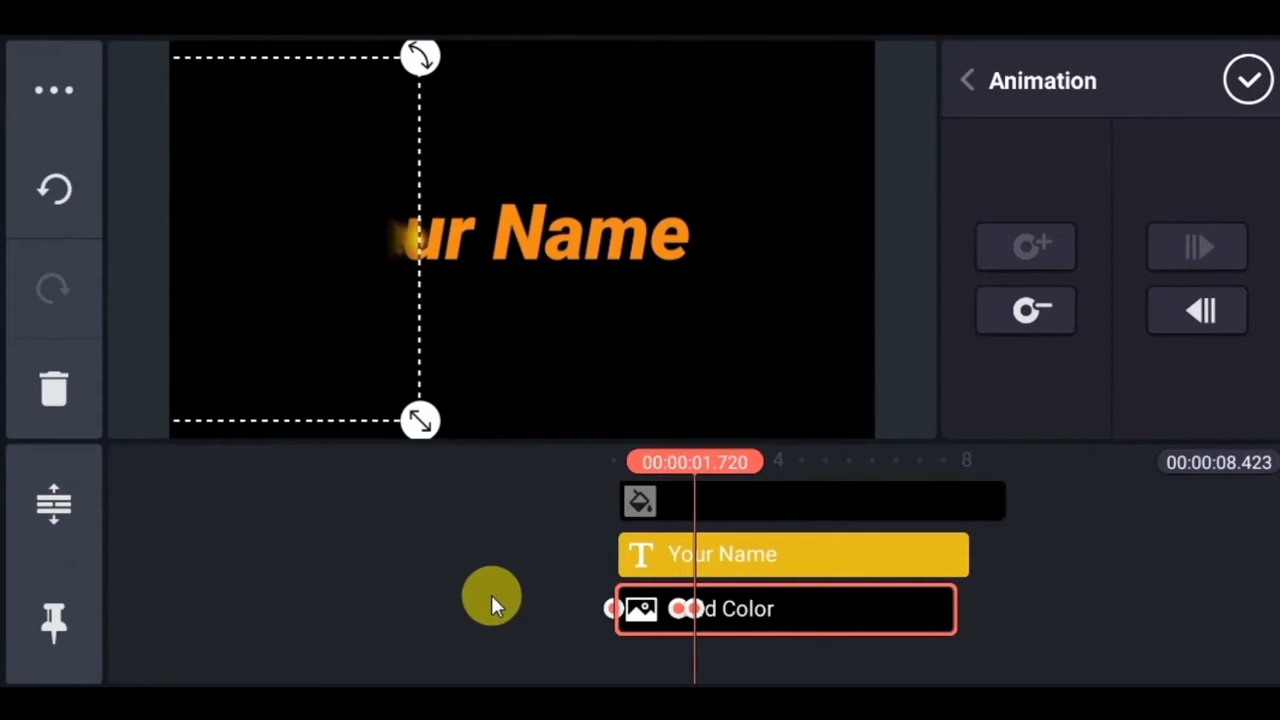 Animation
ur Name
00:00:01.720
4
8
00:00:08.423
T Your Name
d Color